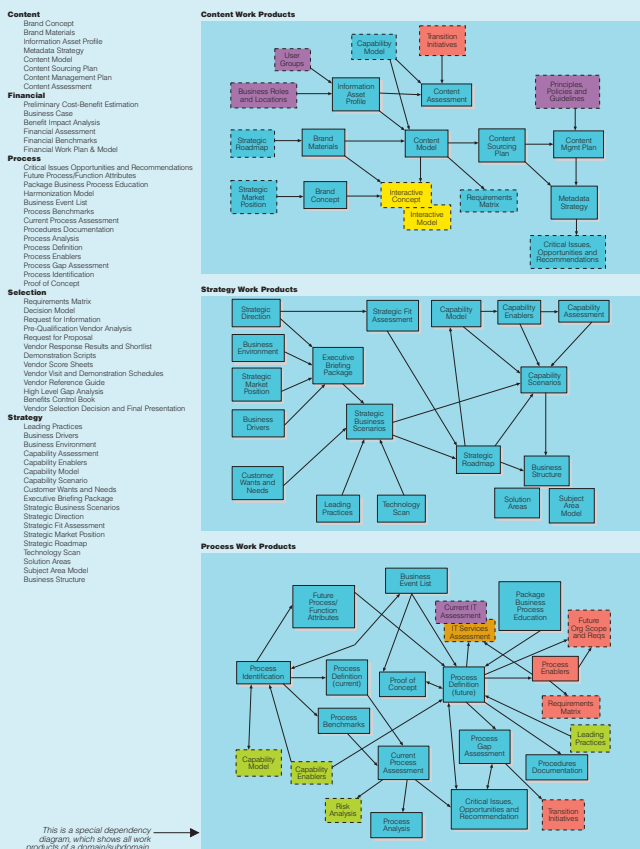 Content
Brand Concept
Brand Materials
Information Asset Profile
Metadata Strategy
Content Model
Content Sourcing Plan
Content Management Plan
Content Assessment
Financial
Preliminary Cost-Benefit Estimation
Business Case
Benefit Impact Analysis
Financial Assessment
Financial Benchmarks
Financial Work Plan & Model
Process
Critical Issues Opportunities and Recommendations
Future Process/Function Attributes
Package Business Process Education
Harmonization Model
Business Event List
Process Benchmarks
Current Process Assessment
Procedures Documentation
Process Analysis
Process Definition
Process Enablers
Process Gap Assessment
Process Identification
Proof of Concept
Selection
Requirements Matrix
Decision Model
Request for Information
Pre-Qualification Vendor Analysis
Request for Proposal
Vendor Response Results and Shortlist
Demonstration Scripts
Vendor Score Sheets
Vendor Visit and Demonstration Schedules
Vendor Reference Guide
High Level Gap Analysis
Benefits Control Book
Vendor Selection Decision and Final Presentation
Strategy
Leading Practices
Business Drivers
Business Environment
Capability Assessment
Capability Enablers
Capability Model
Capability Scenario
Customer Wants and Needs
Executive Briefing Package
Strategic Business Scenarios
Strategic Direction
Strategic Fit Assessment
Strategic Market Position
Strategic Roadmap
Technology Scan
Solution Areas
Subject Area Model
Business Structure
This is a special dependency
diagram, which shows all work
products of a domain/subdomain.
Content Work Products
User
Groups
Capability
Model
Transition
Initiatives
Business Roles
and Locations
Information
Asset
Profile
Content
Assessment
Principles,
Policies and
Guidelines
Strategic
Roadmap
Brand
Materials
Content
Model
Content
Sourcing
Plan
Content
Mgmt Plan
Strategic
Market
Position
Brand
Concept
Interactive
Concept
Interactive
Model
Requirements
Matrix
Metadata
Strategy
Critical Issues,
Opportunities and
Recommendations
Strategy Work Products
Strategic
Direction
Strategic Fit
Assessment
Capability
Model
Capability
Enablers
Capability
Assessment
Business
Environment
Executive
Briefing
Package
Strategic
Market
Position
Capability
Scenarios
Business
Drivers
Strategic
Business
Scenarios
Strategic
Roadmap
Business
Structure
Customer
Wants and
Needs
Leading
Practices
Technology
Scan
Solution
Areas
Subject
Area
Model
Process Work Products
Business
Event List
Future
Process/
Function
Attributes
Current IT
Assessment
IT Services
Assessment
Package
Business
Process
Education
Future
Org Scope
and Reqs
Process
Identification
Process
Definition
(current)
Proof of
Concept
Process
Definition
(future)
Process
Enablers
Requirements
Matrix
Process
Benchmarks
Leading
Practices
Capability
Model
Capability
Enablers
Current
Process
Assessment
Process
Gap
Assessment
Procedures
Documentation
Risk
Analysis
Process
Analysis
Critical Issues,
Opportunities and
Recommendation
Transition
Initiatives